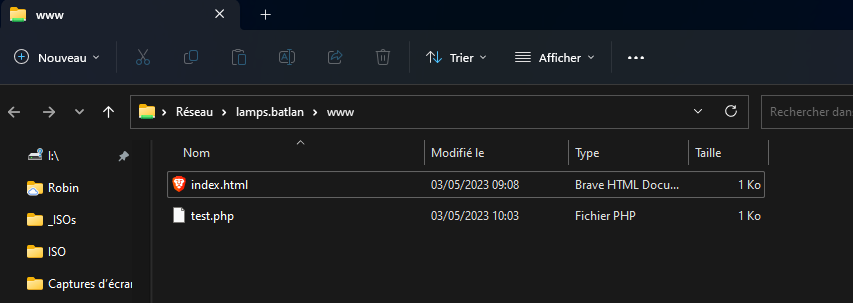 www
Nouveau
Trier
Afficher
Réseau
lamps.batlan
www
Rechercher dan
Nom
Modifié le
Type
Taille
I:\
Robin
_ISOs
ISO
Captures d'écra
index.html
03/05/2023 09:08
Brave HTML Docu...
1 Ko
test.php
03/05/2023 10:03
Fichier PHP
1 Ko